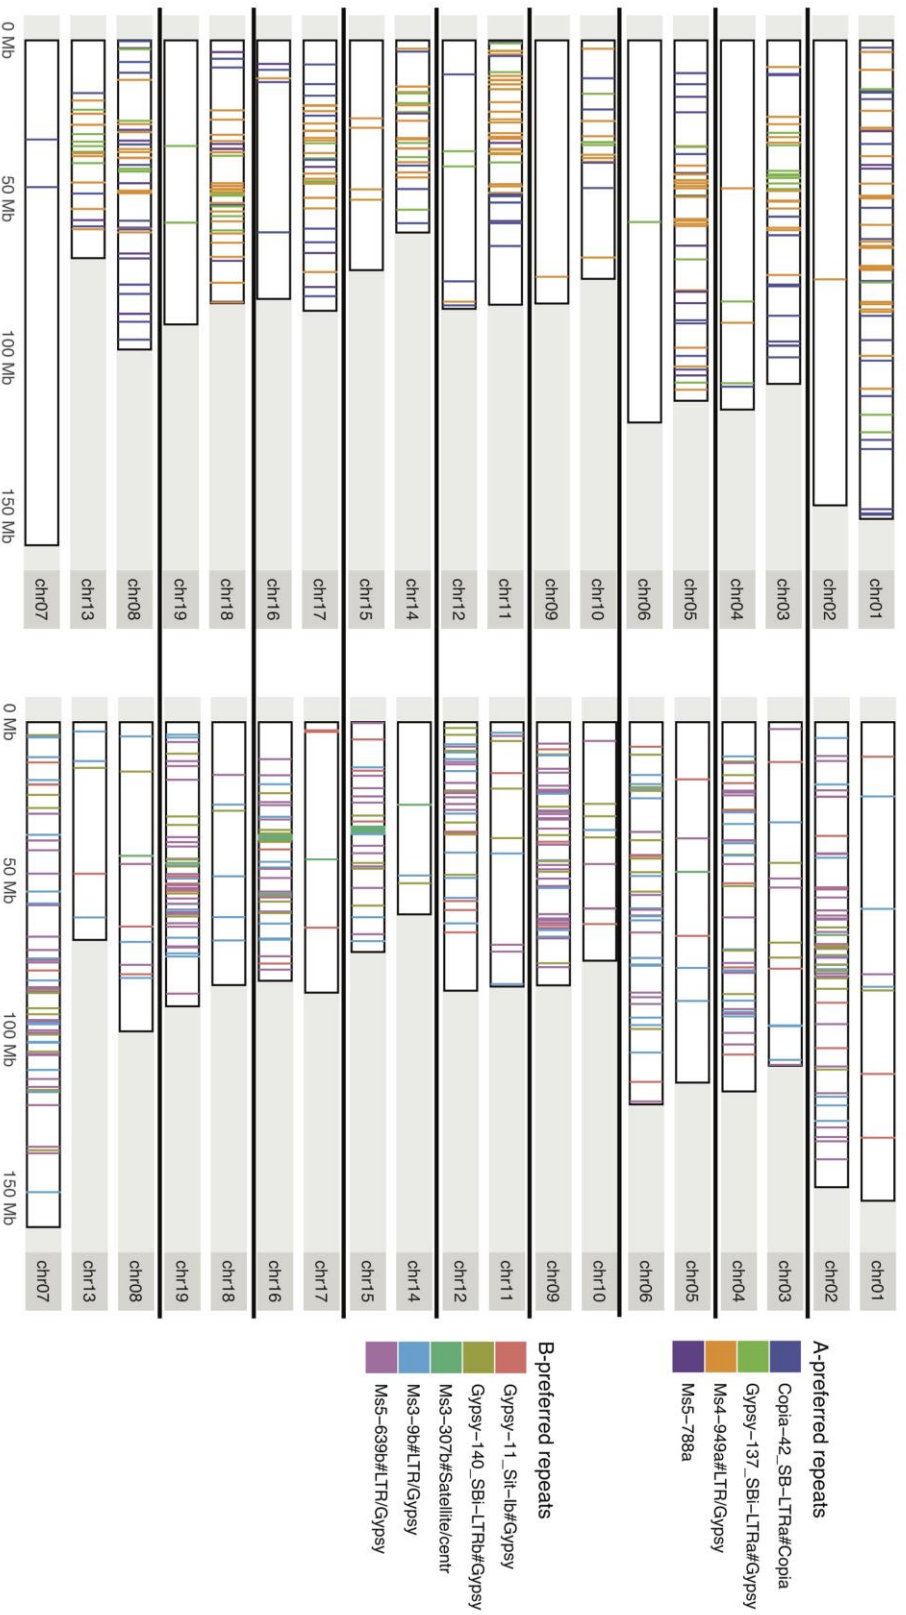 chr01
chr02
chr03
chr04
chr05
chr06
chr10
chr09
chr11
chr12
chr14
chr15
chr17
chr16
chr18
chr19
chr08
chr13
chr07
0 Mb
50 Mb
100 Mb
150 Mb
chr01
chr02
chr03
chr04
chr05
chr06
chr10
chr09
chr11
chr12
chr14
chr15
chr17
chr16
chr18
chr19
chr08
chr13
chr07
0 Mb
50 Mb
100 Mb
150 Mb
A-preferred repeats
Copia−42_SB−LTRa#Copia
Gypsy−137_SBi−LTRa#Gypsy
Ms4−949a#LTR/Gypsy
Ms5−788a
B-preferred repeats
Gypsy−11_Sit−Ib#Gypsy
Gypsy−140_SBi−LTRb#Gypsy
Ms3−307b#Satellite/centr
Ms3−9b#LTR/Gypsy
Ms5−639b#LTR/Gypsy